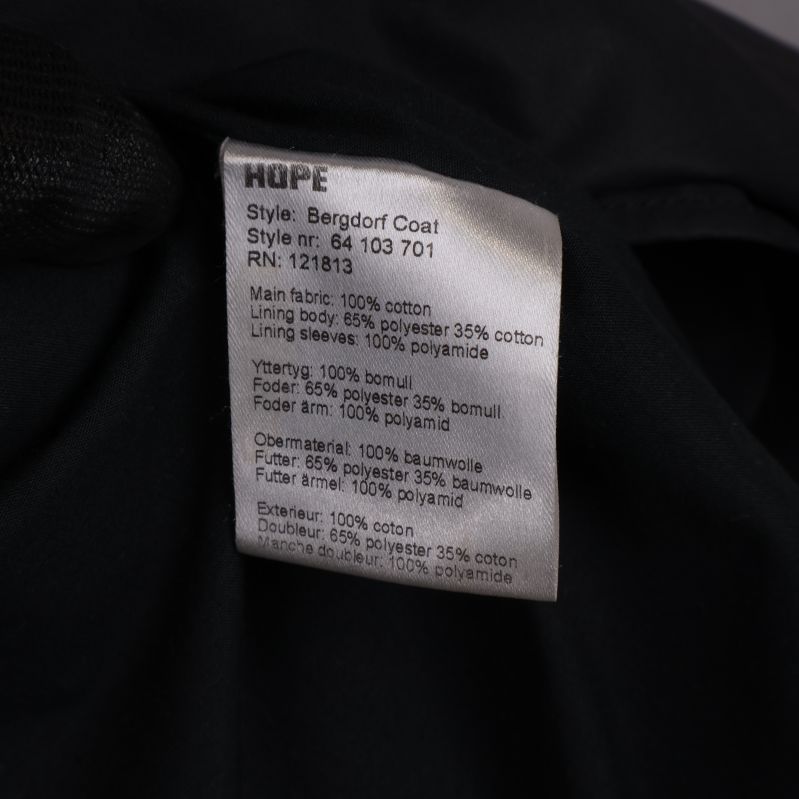 HOPE
Style: Bergdorf Coat
Style nr: 64 103 701
RN: 121813
Main fabric: 100% cotton
Lining body: 65% polyester 35% cotton
Lining sleeves: 100% polyamide
Yttertyg: 100% bomull
Foder: 65% polyester 35% bomull
Foder ärm: 100% polyamid
Obermaterial: 100% baumwolle
Futter: 65% polyester 35% baumwolle
Futter ärmel: 100% polyamid
Exterieur: 100% coton
Doubleur: 65% polyester 35% coton
Manche doubleur: 100% polyamide